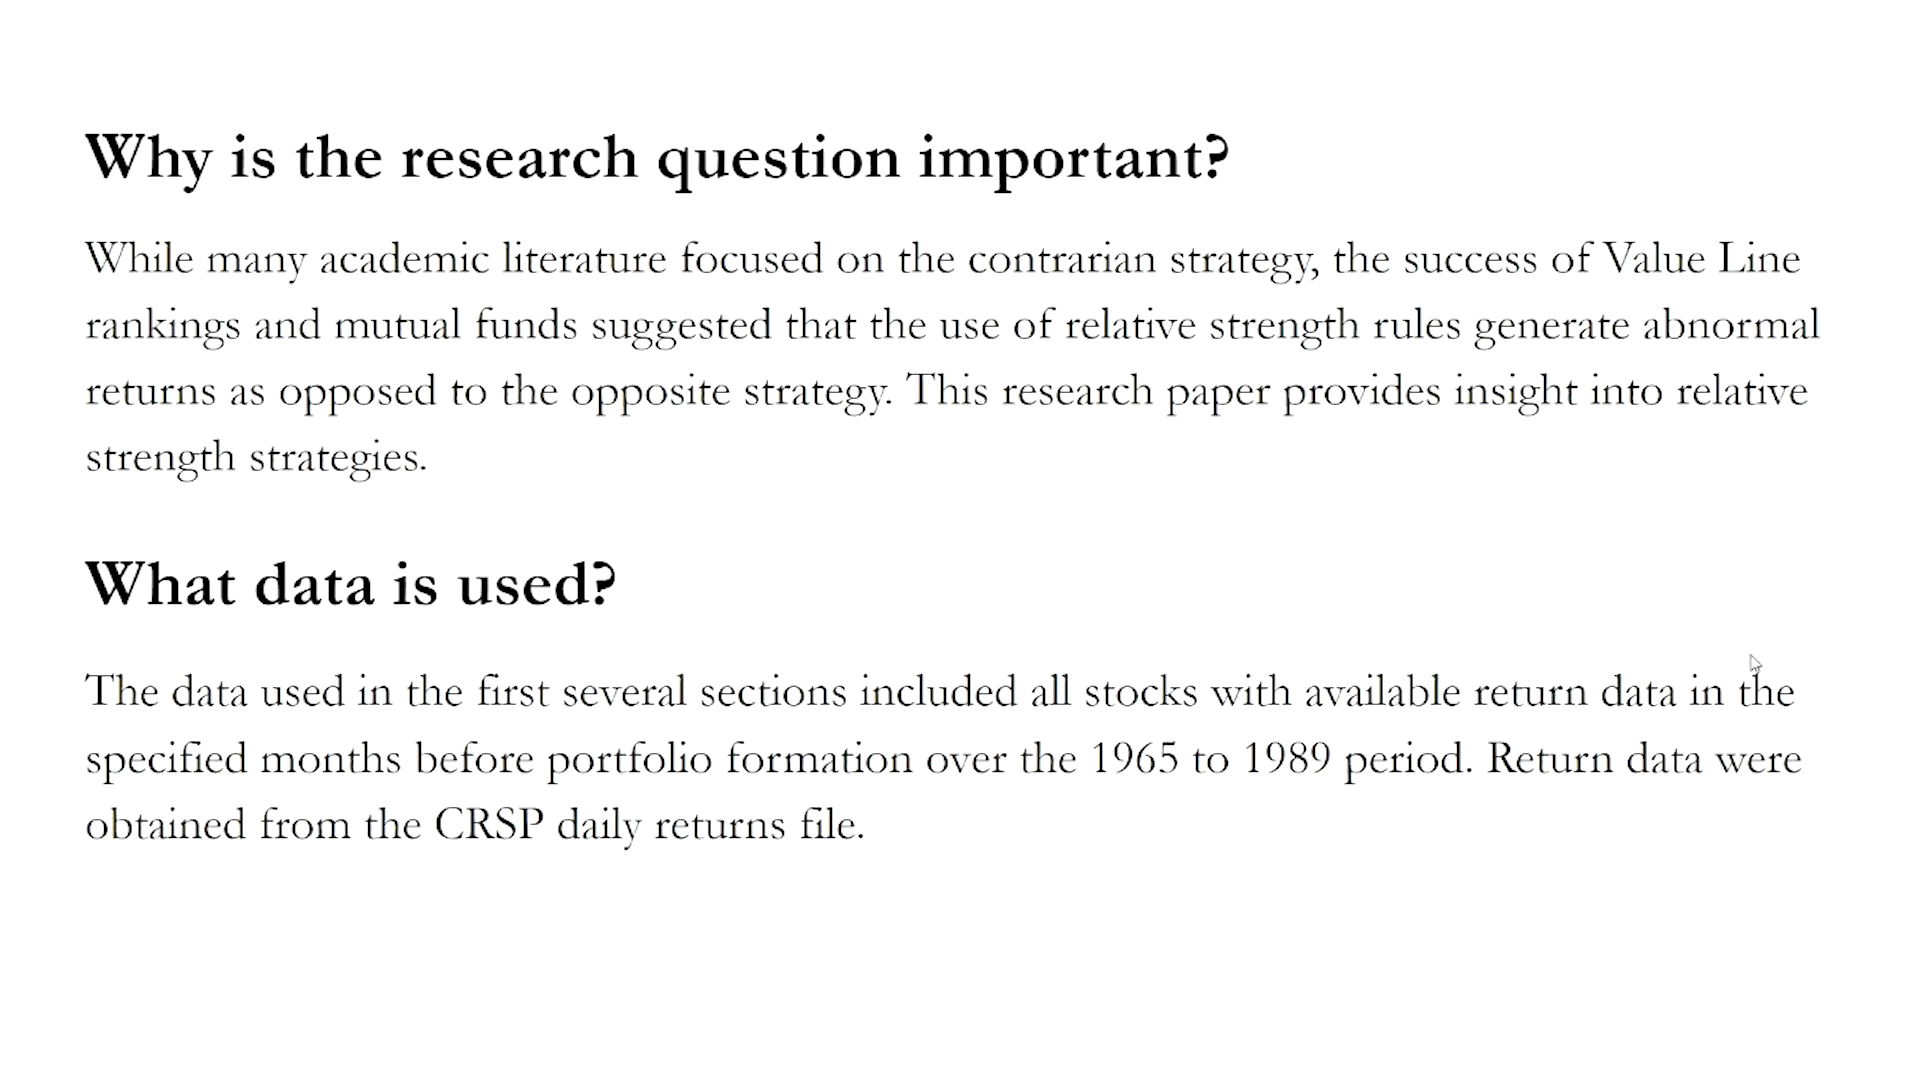 Why is the research question important?
While many academic literature focused on the contrarian strategy, the success of Value Line
rankings and mutual funds suggested that the use of relative strength rules generate abnormal
returns as opposed to the opposite strategy. This research paper provides insight into relative
strength strategies.
What data is used?
The data used in the first several sections included all stocks with available return data in the
specified months before portfolio formation over the 1965 to 1989 period. Return data were
obtained from the CRSP daily returns file.